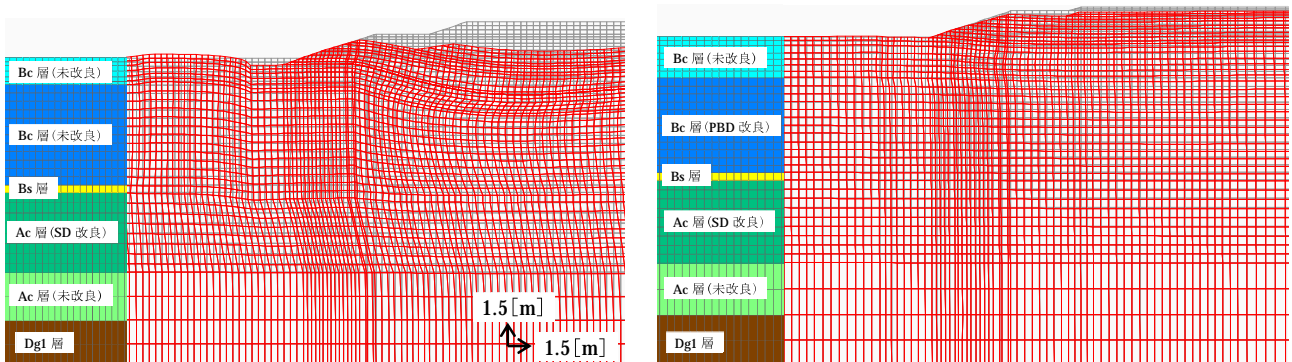 Bc 層(未改良)
Bc 層(未改良)
Bs 層
Ac 層(SD 改良)
Ac 層(未改良)
Dg1 層
1.5[m]
1.5[m]
Bc 層(未改良)
Bc 層(PBD 改良)
Bs 層
Ac 層(SD 改良)
Ac 層(未改良)
Dg1 層